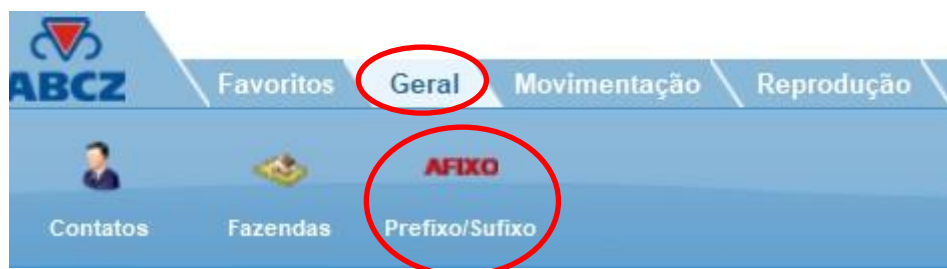 ABCZ
Favoritos Geral Movimentação Reprodução
AFIXO
Contatos Fazendas Prefixo/Sufixo